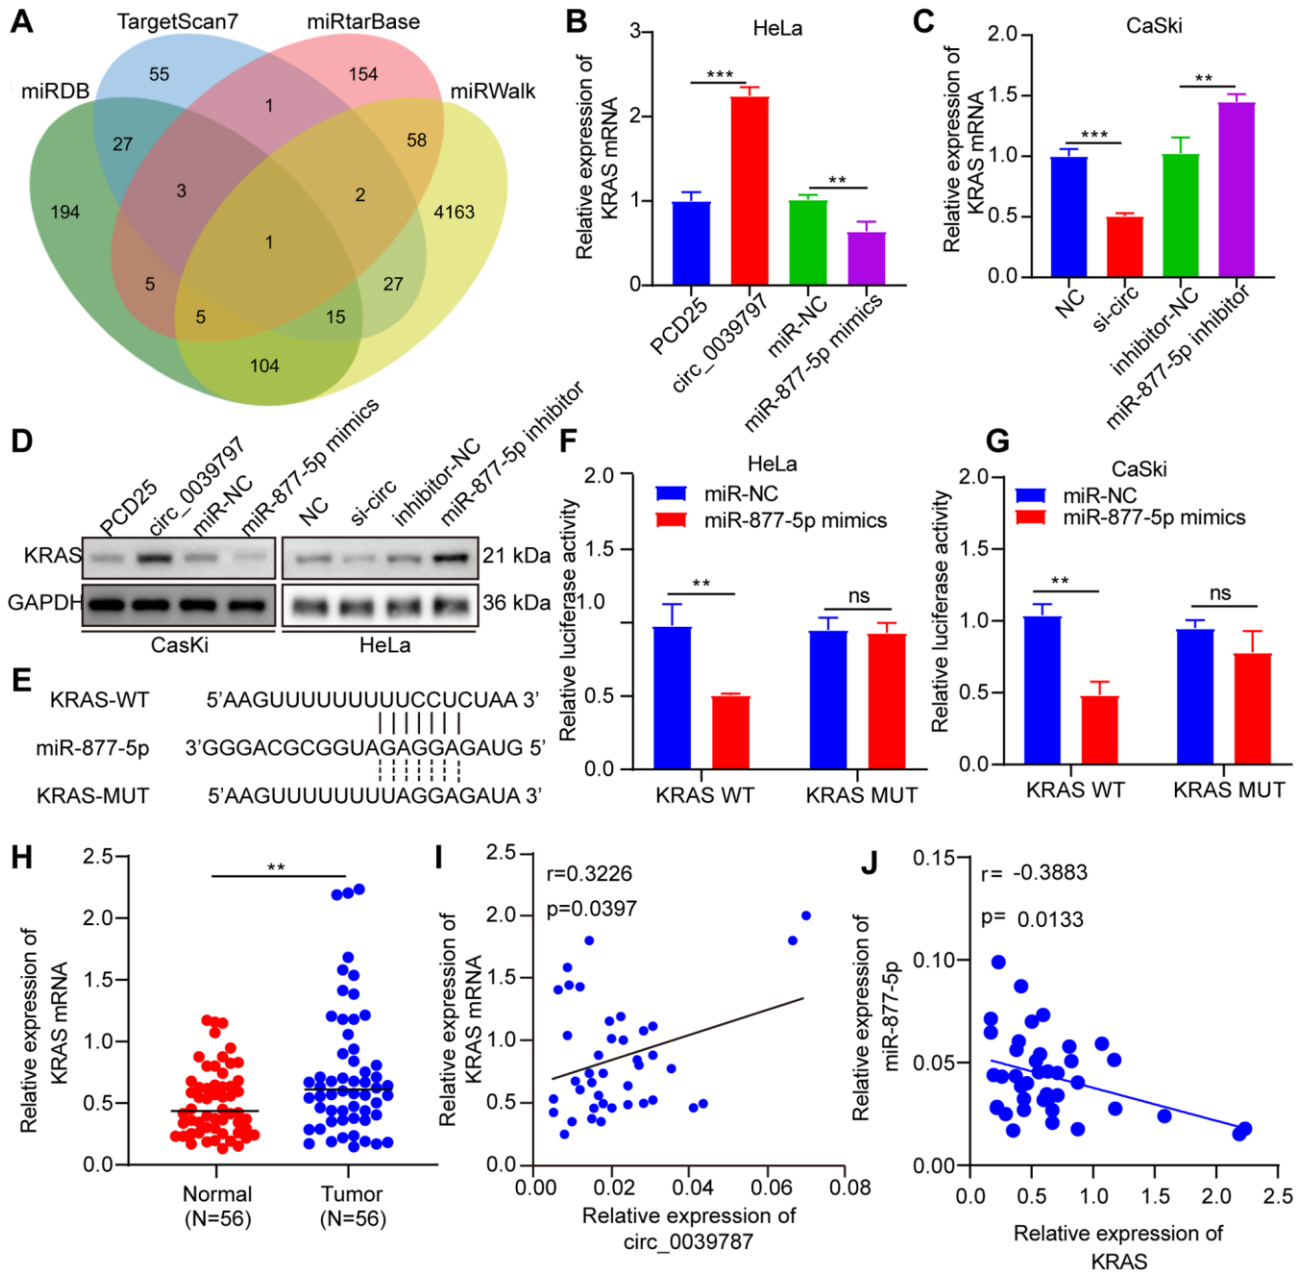 A
TargetScan7
miRtarBase
miRDB
miRWalk
55
154
1
27
58
3
2
194
4163
1
5
27
5
15
104
B
HeLa
Relative expression of
KRAS mRNA
3
2
1
0
***
**
PCD25
circ_0039797
miR-NC
miR-877-5p mimics
C
CaSki
Relative expression of
KRAS mRNA
2.0
1.5
1.0
0.5
0.0
***
**
NC
si-circ
inhibitor-NC
miR-877-5p inhibitor
D
PCD25
circ_0039797
miR-NC
miR-877-5p mimics
NC
si-circ
inhibitor-NC
miR-877-5p inhibitor
KRAS
21 kDa
GAPDH
36 kDa
CasKi
HeLa
E
KRAS-WT
5’AAGUUUUUUUUUUCCUCUAA 3’
miR-877-5p
3’GGGACGCGGUAGAGGAGAUG 5’
KRAS-MUT
5’AAGUUUUUUUUUAGGAGAUA 3’
F
HeLa
miR-NC
miR-877-5p mimics
Relative luciferase activity
2.0
1.5
1.0
0.5
0.0
**
ns
KRAS WT
KRAS MUT
G
CaSki
miR-NC
miR-877-5p mimics
Relative luciferase activity
2.0
1.5
1.0
0.5
0.0
**
ns
KRAS WT
KRAS MUT
H
Relative expression of
KRAS mRNA
2.5
2.0
1.5
1.0
0.5
0.0
**
Normal
(N=56)
Tumor
(N=56)
I
r=0.3226
p=0.0397
Relative expression of
KRAS mRNA
2.5
2.0
1.5
1.0
0.5
0.0
0.00
0.02
0.04
0.06
0.08
Relative expression of
circ_0039787
J
r= -0.3883
p= 0.0133
Relative expression of
miR-877-5p
0.15
0.10
0.05
0.00
0.0
0.5
1.0
1.5
2.0
2.5
Relative expression of
KRAS